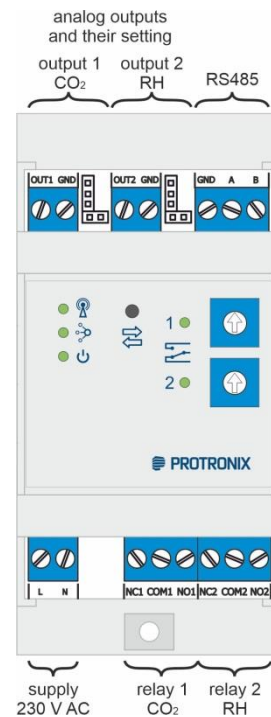 analog outputs
and their setting
output 1 output 2
CO₂ RH RS485
OUT1 GND OUT2 GND GND A B
1
2
PROTRONIX
L N NC1 COM1 NO1 NC2 COM2 NO2
supply relay 1 relay 2
230 V AC CO₂ RH